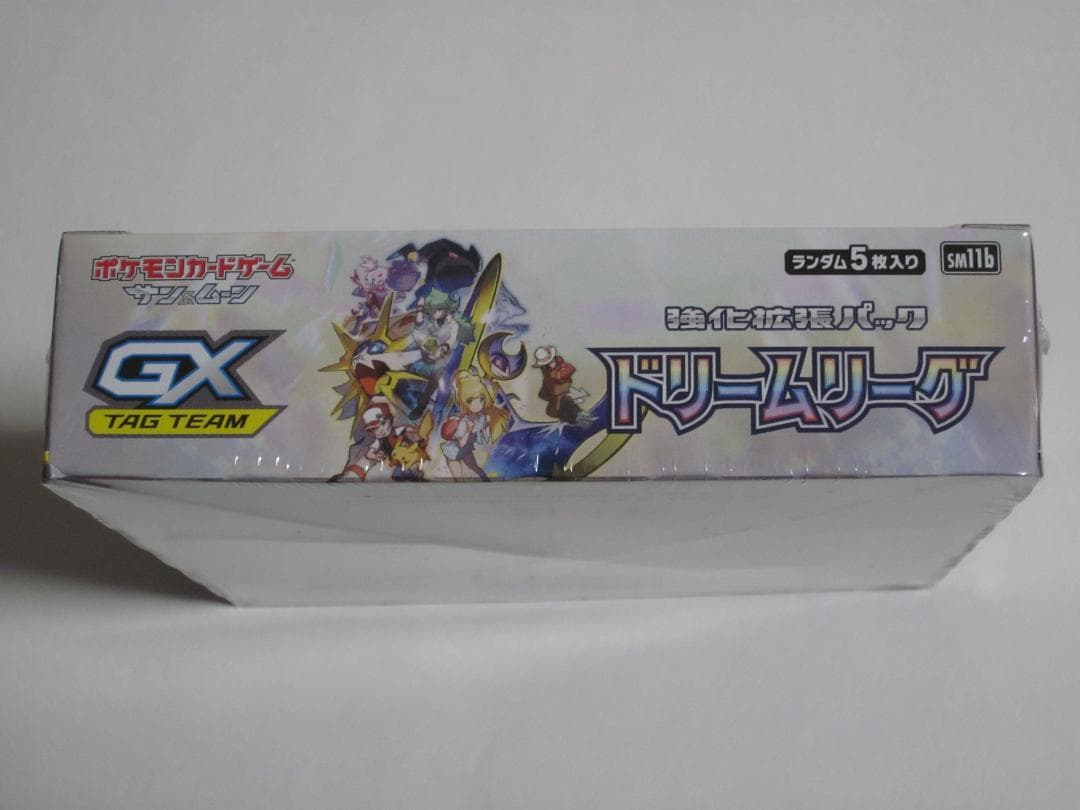 ポケモンカードゲーム
サン&ムーン
GX
TAG TEAM
ランダム5枚入り
SM11b
強化拡張パック
ドリームリーグ